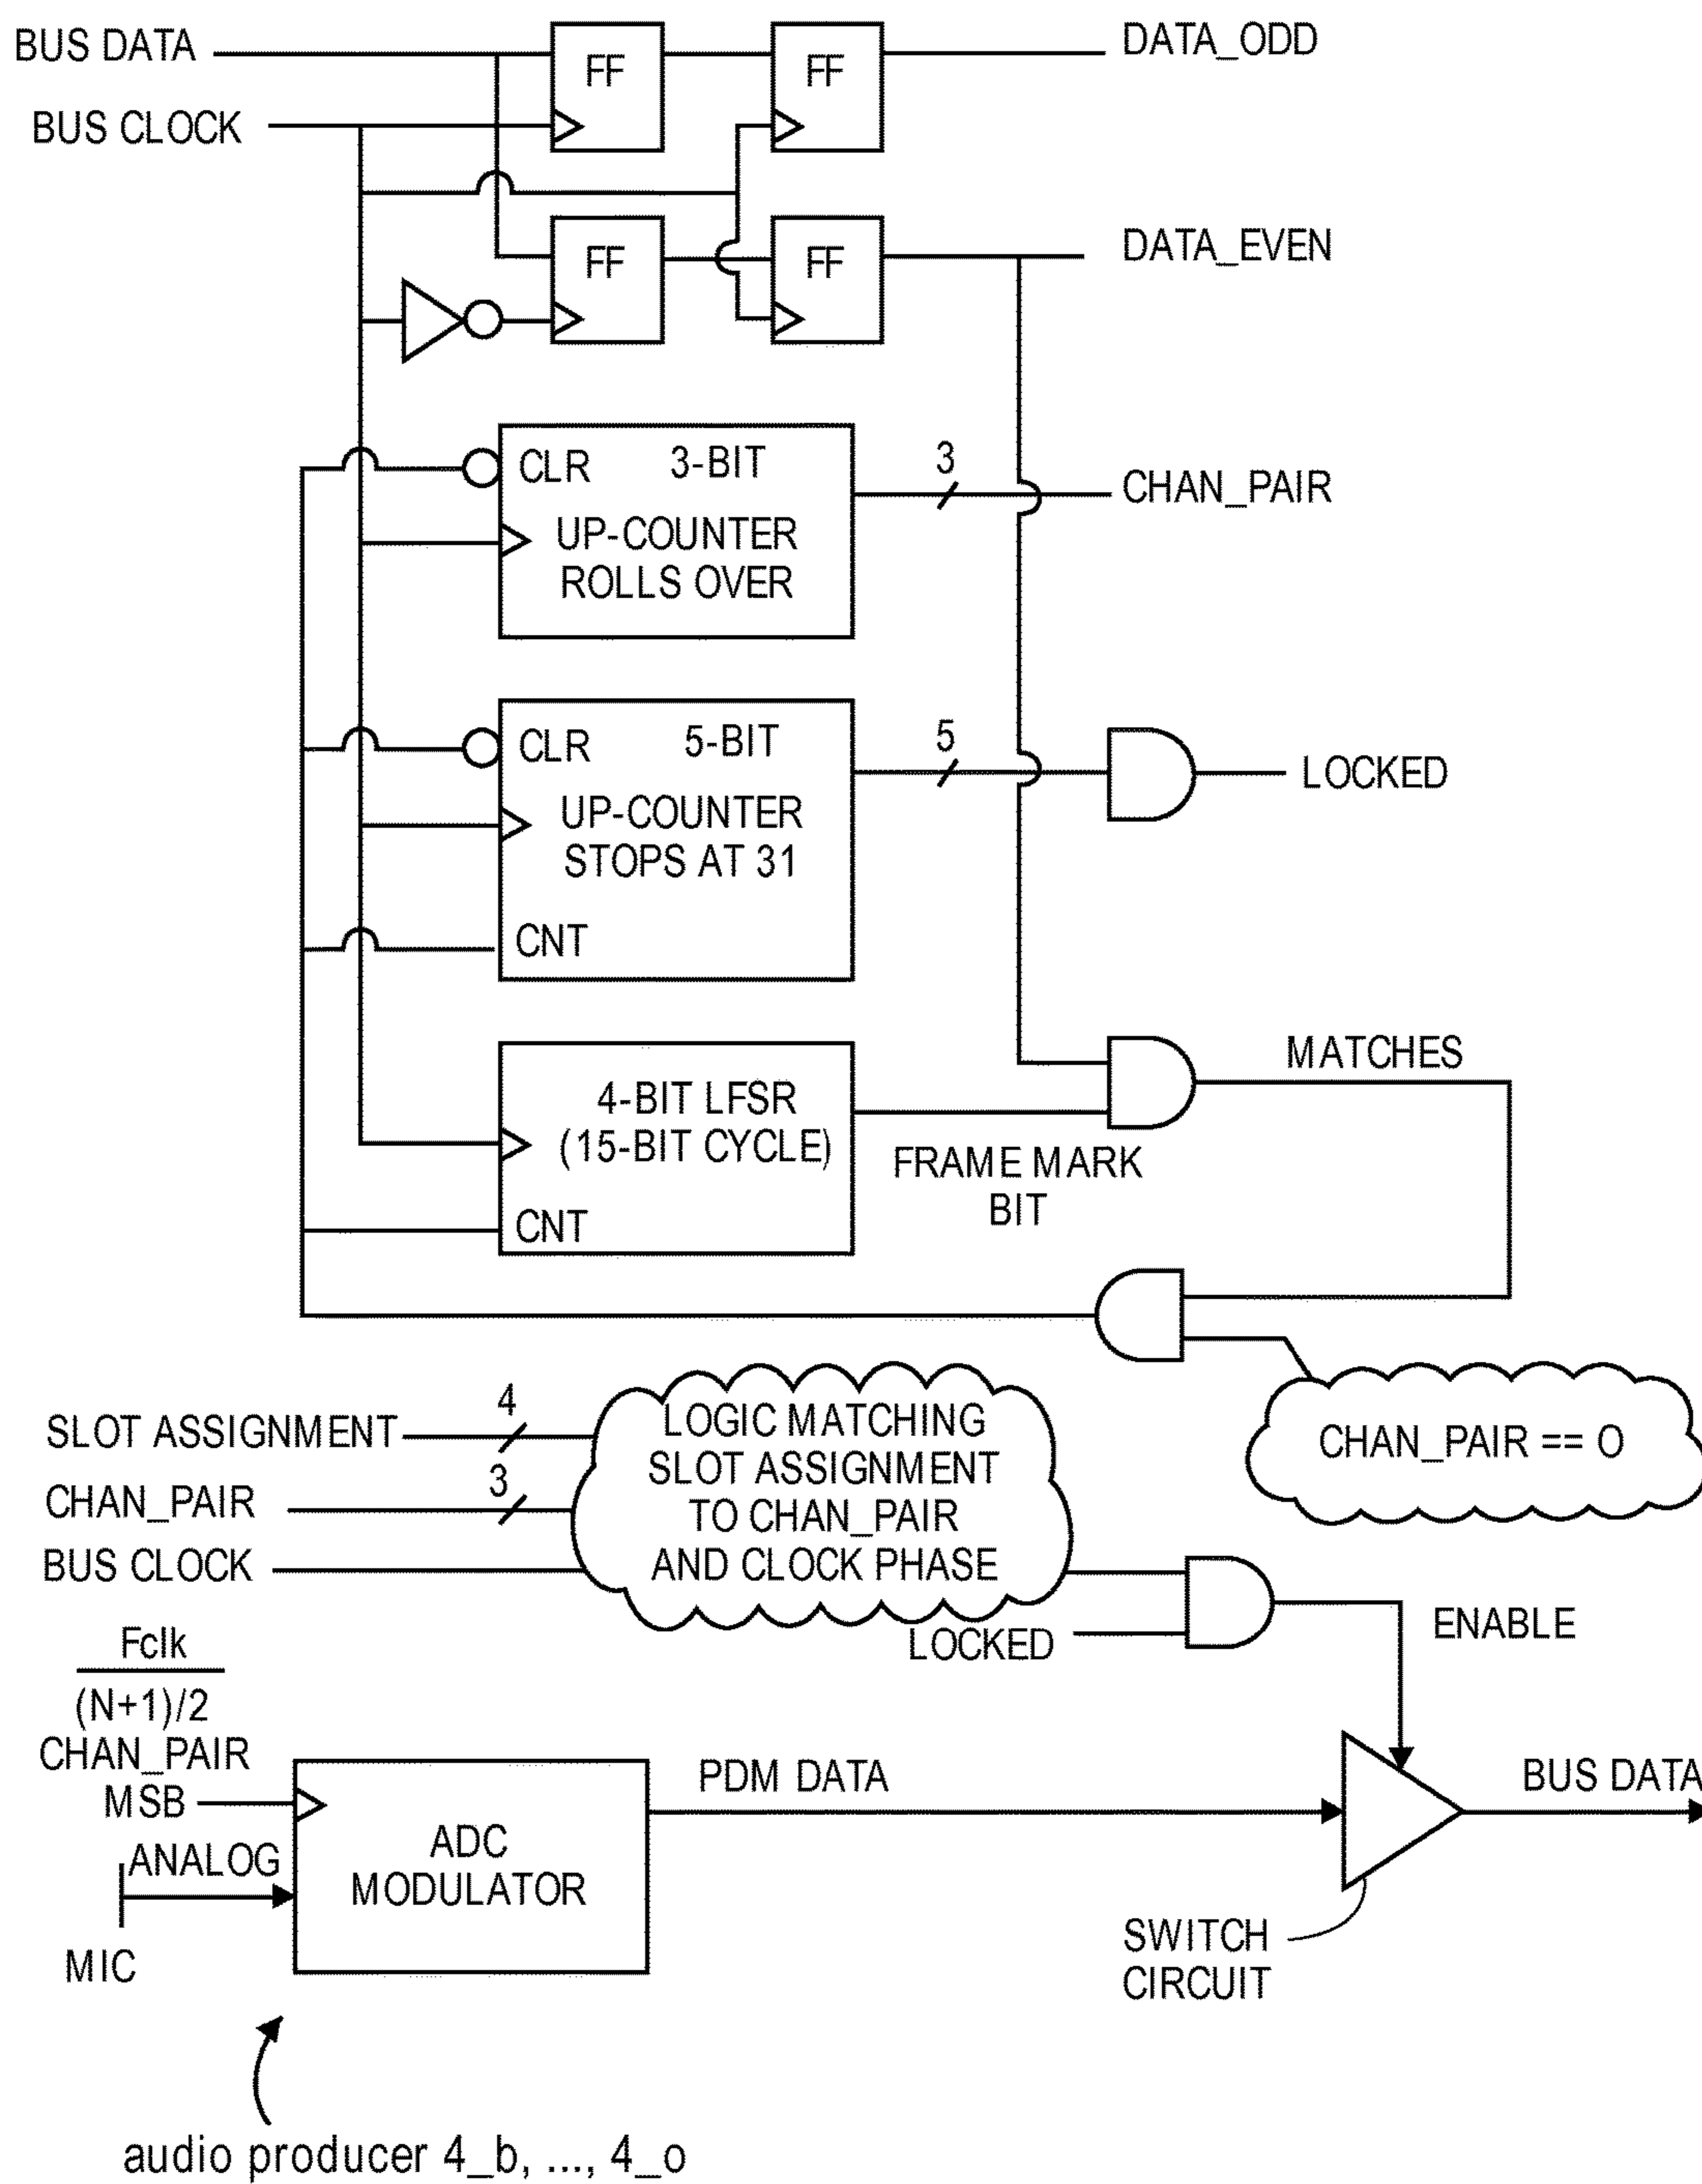 BUS DATA
FF
FF
DATA_ODD
BUS CLOCK
FF
FF
DATA_EVEN
CLR
3-BIT
UP-COUNTER
ROLLS OVER
3
CHAN_PAIR
CLR
5-BIT
UP-COUNTER
STOPS AT 31
CNT
5
LOCKED
4-BIT LFSR
(15-BIT CYCLE)
CNT
FRAME MARK
BIT
MATCHES
CHAN_PAIR == O
SLOT ASSIGNMENT
4
CHAN_PAIR
3
BUS CLOCK
LOGIC MATCHING
SLOT ASSIGNMENT
TO CHAN_PAIR
AND CLOCK PHASE
LOCKED
ENABLE
Fclk
(N+1)/2
CHAN_PAIR
MSB
ANALOG
MIC
ADC
MODULATOR
PDM DATA
BUS DATA
SWITCH
CIRCUIT
audio producer 4_b, ..., 4_o